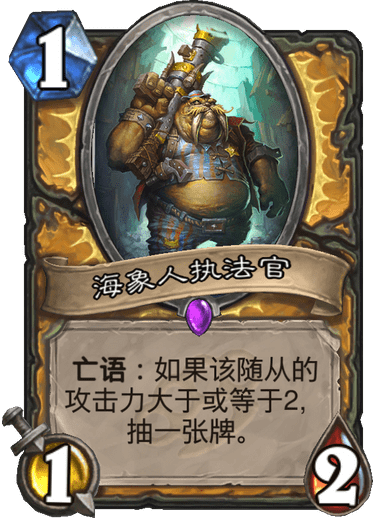 1
海象人执法官
亡语：如果该随从的
攻击力大于或等于2,
抽一张牌。
1
2